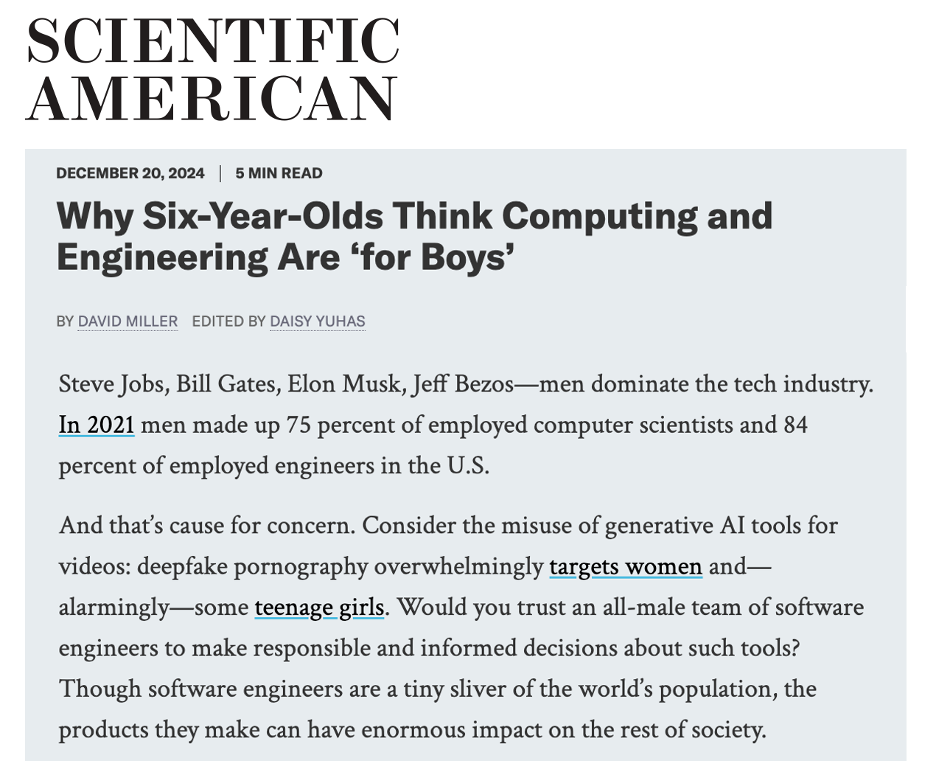 SCIENTIFIC
AMERICAN
DECEMBER 20, 2024 | 5 MIN READ
Why Six-Year-Olds Think Computing and
Engineering Are ‘for Boys’
BY DAVID MILLER EDITED BY DAISY YUHAS
Steve Jobs, Bill Gates, Elon Musk, Jeff Bezos—men dominate the tech industry.
In 2021 men made up 75 percent of employed computer scientists and 84
percent of employed engineers in the U.S.
And that’s cause for concern. Consider the misuse of generative AI tools for
videos: deepfake pornography overwhelmingly targets women and—
alarmingly—some teenage girls. Would you trust an all-male team of software
engineers to make responsible and informed decisions about such tools?
Though software engineers are a tiny sliver of the world’s population, the
products they make can have enormous impact on the rest of society.